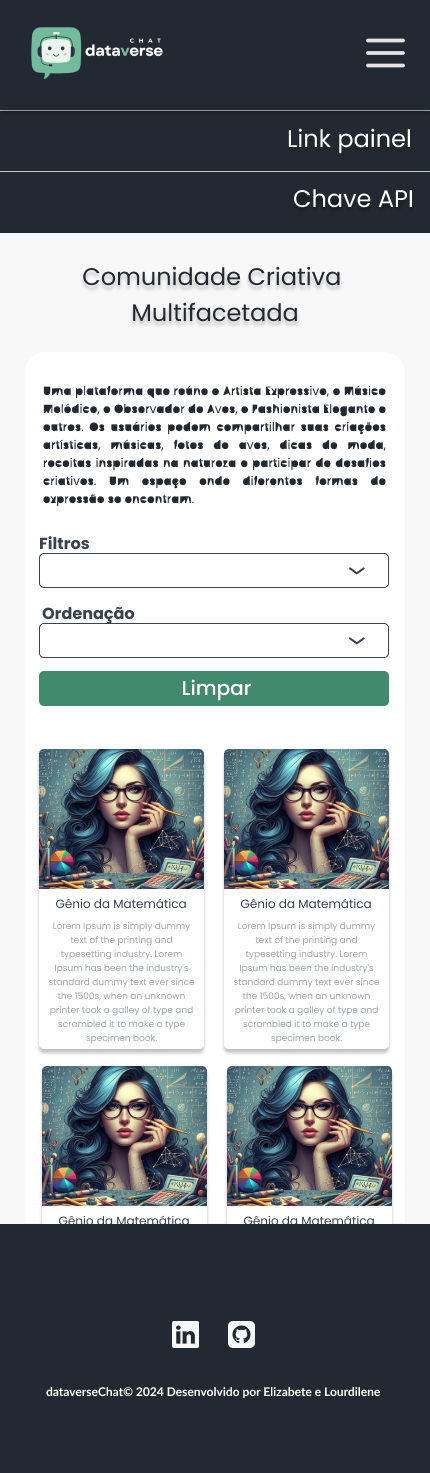 CHAT
dataverse
Link painel
Chave API
Comunidade Criativa
Multifacetada
Uma plataforma que reúne o Artista Expressivo, o Músico
Melódico, o Observador de Aves, o Fashionista Elegante e
outros. Os usuários podem compartilhar suas criações
artísticas, músicas, fotos de aves, dicas de moda,
receitas inspiradas na natureza e participar de desafios
criativos. Um espaço onde diferentes formas de
expressão se encontram.
Filtros
Ordenação
Limpar
Gênio da Matemática
Lorem Ipsum is simply dummy
text of the printing and
typesetting industry. Lorem
Ipsum has been the industry's
standard dummy text ever since
the 1500s, when an unknown
printer took a galley of type and
scrambled it to make a type
specimen book.
Gênio da Matemática
Lorem Ipsum is simply dummy
text of the printing and
typesetting industry. Lorem
Ipsum has been the industry's
standard dummy text ever since
the 1500s, when an unknown
printer took a galley of type and
scrambled it to make a type
specimen book.
Gênio da Matemática
Gênio da Matemática
in
dataverseChat© 2024 Desenvolvido por Elizabete e Lourdilene